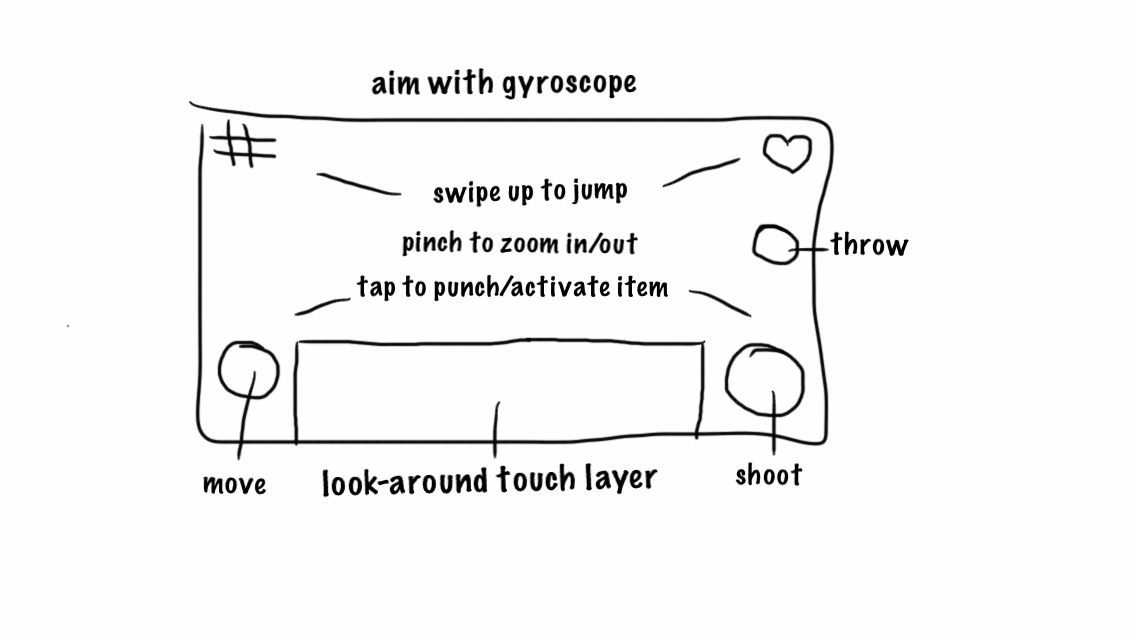 aim with gyroscope
#
swipe up to jump
pinch to zoom in/out
throw
tap to punch/activate item
move
look-around touch layer
shoot